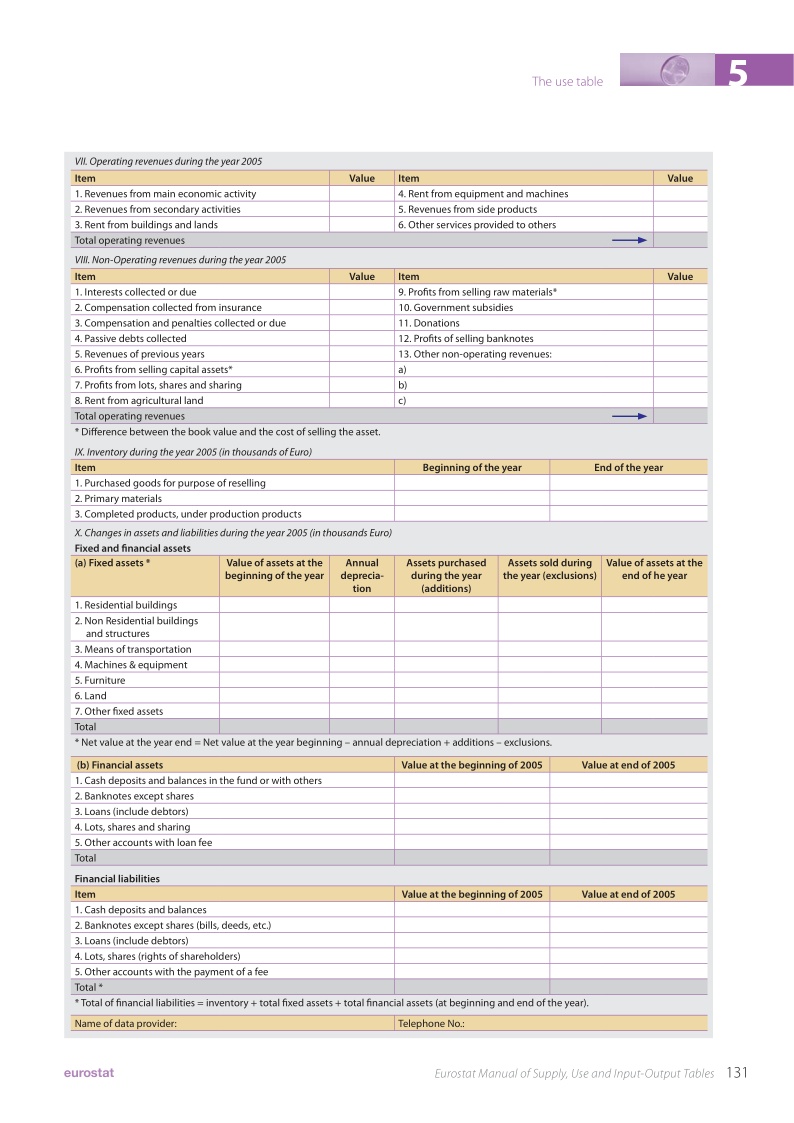 The use table
5
VII. Operating revenues during the year 2005
Item Value Item Value
1. Revenues from main economic activity 4. Rent from equipment and machines
2. Revenues from secondary activities 5. Revenues from side products
3. Rent from buildings and lands 6. Other services provided to others
Total operating revenues
VIII. Non-Operating revenues during the year 2005
Item Value Item Value
1. Interests collected or due 9. Profits from selling raw materials*
2. Compensation collected from insurance 10. Government subsidies
3. Compensation and penalties collected or due 11. Donations
4. Passive debts collected 12. Profits of selling banknotes
5. Revenues of previous years 13. Other non-operating revenues:
6. Profits from selling capital assets* a)
7. Profits from lots, shares and sharing b)
8. Rent from agricultural land c)
Total operating revenues
* Difference between the book value and the cost of selling the asset.
IX. Inventory during the year 2005 (in thousands of Euro)
Item Beginning of the year End of the year
1. Purchased goods for purpose of reselling
2. Primary materials
3. Completed products, under production products
X. Changes in assets and liabilities during the year 2005 (in thousands Euro)
Fixed and financial assets
(a) Fixed assets * Value of assets at the Annual Assets purchased Assets sold during Value of assets at the
beginning of the year deprecia- during the year the year (exclusions) end of he year
tion (additions)
1. Residential buildings
2. Non Residential buildings
and structures
3. Means of transportation
4. Machines & equipment
5. Furniture
6. Land
7. Other fixed assets
Total
* Net value at the year end = Net value at the year beginning – annual depreciation + additions – exclusions.
(b) Financial assets Value at the beginning of 2005 Value at end of 2005
1. Cash deposits and balances in the fund or with others
2. Banknotes except shares
3. Loans (include debtors)
4. Lots, shares and sharing
5. Other accounts with loan fee
Total
Financial liabilities
Item Value at the beginning of 2005 Value at end of 2005
1. Cash deposits and balances
2. Banknotes except shares (bills, deeds, etc.)
3. Loans (include debtors)
4. Lots, shares (rights of shareholders)
5. Other accounts with the payment of a fee
Total *
* Total of financial liabilities = inventory + total fixed assets + total financial assets (at beginning and end of the year).
Name of data provider: Telephone No.:
eurostat Eurostat Manual of Supply, Use and Input-Output Tables 131